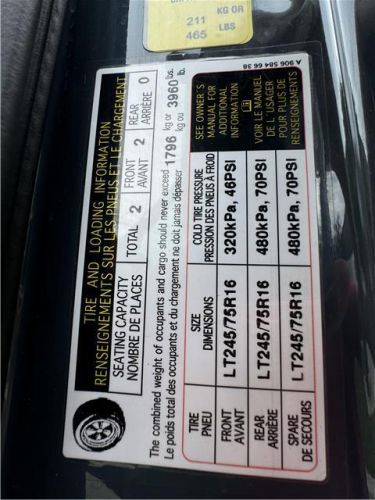 211 KG OR
465 LBS
A 906 584 66 38
TIRE AND LOADING INFORMATION
RENSEIGNEMENTS SUR LES PNEUS ET LE CHARGEMENT
SEATING CAPACITY
NOMBRE DE PLACES
TOTAL 2
FRONT
AVANT 2
REAR
ARRIÈRE 0
The combined weight of occupants and cargo should never exceed 1796 kg or 3960 lbs.
Le poids total des occupants et du chargement ne doit jamais dépasser 1796 kg ou 3960 lb.
TIRE
PNEU
SIZE
DIMENSIONS
COLD TIRE PRESSURE
PRESSION DES PNEUS À FROID
SEE OWNER'S
MANUAL FOR
ADDITIONAL
INFORMATION
VOIR LE MANUEL
DE L'USAGER
POUR PLUS DE
RENSEIGNEMENTS
FRONT
AVANT
LT245/75R16
320kPa, 46PSI
REAR
ARRIÈRE
LT245/75R16
480kPa, 70PSI
SPARE
DE SECOURS
LT245/75R16
480kPa, 70PSI